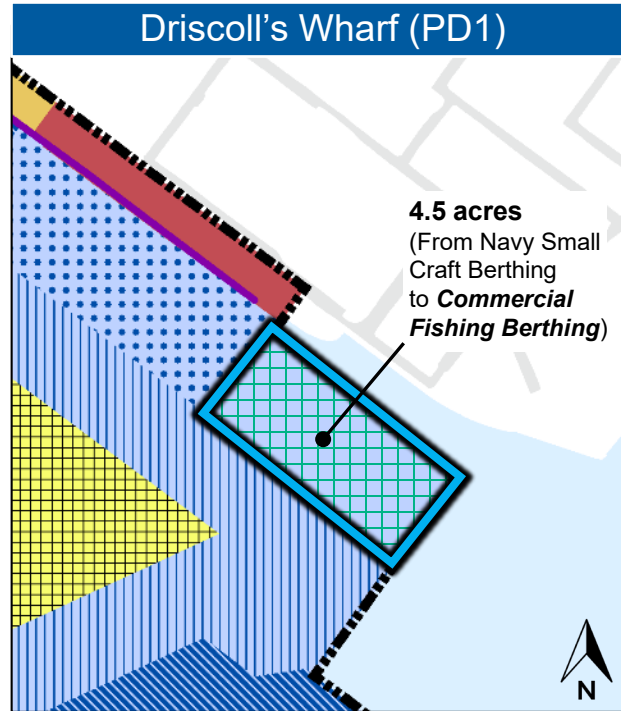 Driscoll’s Wharf (PD1)
4.5 acres
(From Navy Small
Craft Berthing
to Commercial
Fishing Berthing)
N